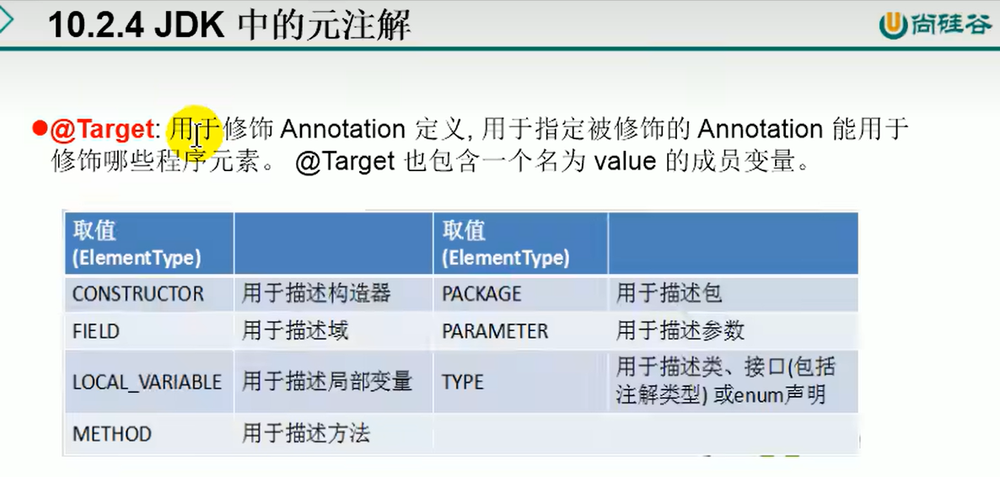 10.2.4 JDK 中的元注解
尚硅谷
@Target: 用于修饰 Annotation 定义, 用于指定被修饰的 Annotation 能用于
修饰哪些程序元素。 @Target 也包含一个名为 value 的成员变量。
取值 取值
(ElementType) (ElementType)
CONSTRUCTOR 用于描述构造器 PACKAGE 用于描述包
FIELD 用于描述域 PARAMETER 用于描述参数
LOCAL_VARIABLE 用于描述局部变量 TYPE 用于描述类、接口(包括
注解类型) 或enum声明
METHOD 用于描述方法